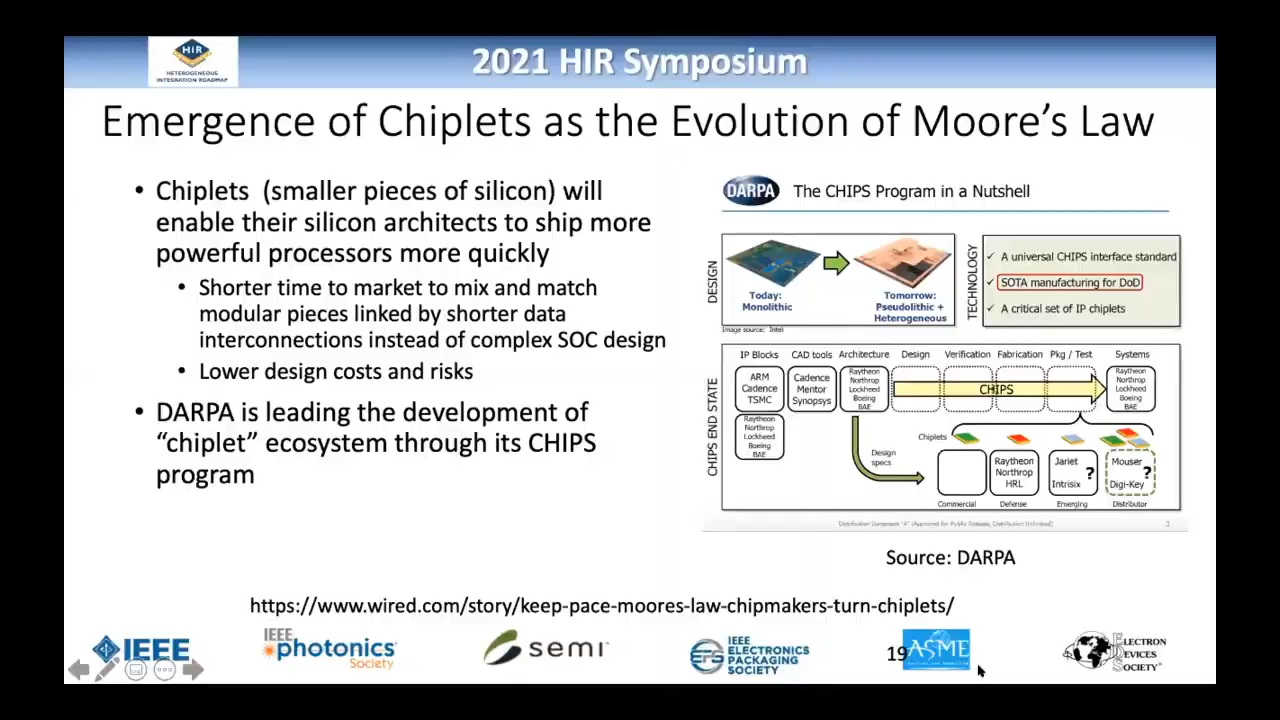 HIR
HETEROGENEOUS
INTEGRATION ROADMAP
2021 HIR Symposium
Emergence of Chiplets as the Evolution of Moore's Law
• Chiplets (smaller pieces of silicon) will
enable their silicon architects to ship more
powerful processors more quickly
• Shorter time to market to mix and match
modular pieces linked by shorter data
interconnections instead of complex SOC design
• Lower design costs and risks
• DARPA is leading the development of
“chiplet” ecosystem through its CHIPS
program
DARPA
The CHIPS Program in a Nutshell
DESIGN
Today:
Monolithic
Tomorrow:
Pseudolithic +
Heterogeneous
Image source: Intel
TECHNOLOGY
✓ A universal CHIPS interface standard
✓ SOTA manufacturing for DoD
✓ A critical set of IP chiplets
CHIPS END STATE
IP Blocks CAD tools Architecture Design Verification Fabrication Pkg / Test Systems
ARM
Cadence
TSMC
Raytheon
Northrop
Lockheed
Boeing
BAE
Cadence
Mentor
Synopsys
Raytheon
Northrop
Lockheed
Boeing
BAE
CHIPS
Raytheon
Northrop
Lockheed
Boeing
BAE
Design
specs
Chiplets
Raytheon
Northrop
HRL
Jariet
?
Intrisix
Mouser
?
Digi-Key
Commercial Defense Emerging Distributor
Distribution Statement "A" (Approved for Public Release, Distribution Unlimited)
3
Source: DARPA
https://www.wired.com/story/keep-pace-moores-law-chipmakers-turn-chiplets/
IEEE
IEEE
photonics
Society
semi
EPS
IEEE
ELECTRONICS
PACKAGING
SOCIETY
19
ASME
EDS
ELECTRON
DEVICES
SOCIETY®